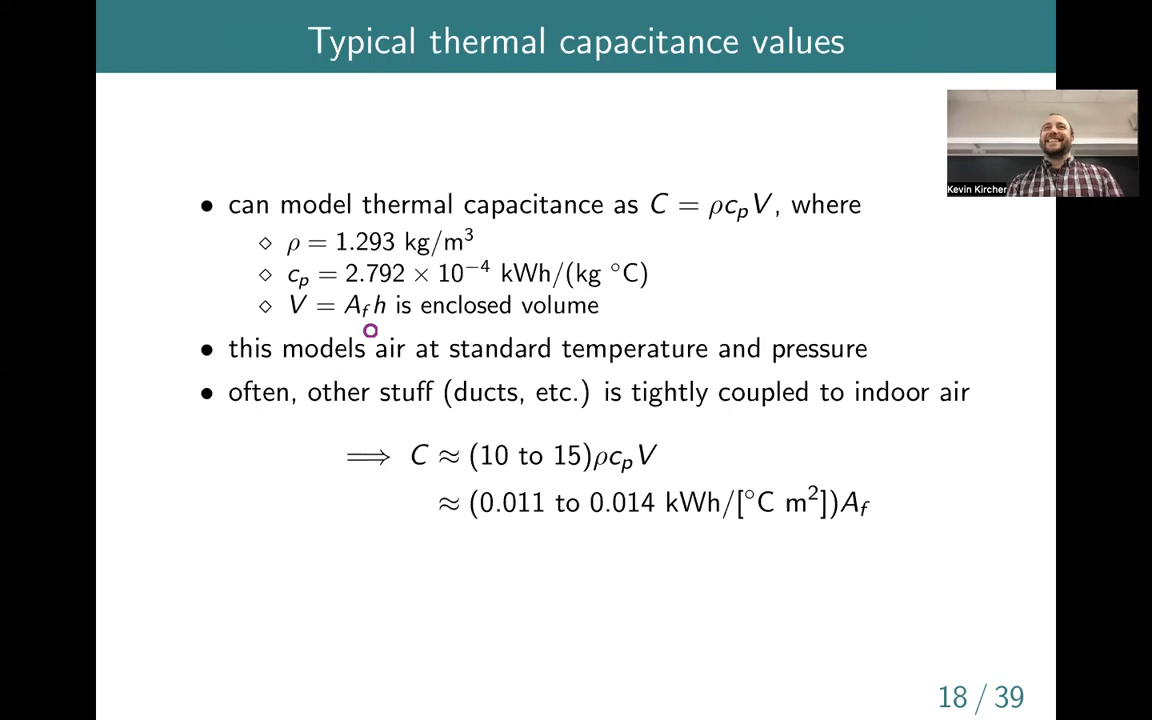 Typical thermal capacitance values
Kevin Kircher
• can model thermal capacitance as C = ρcₚV, where
⋄ ρ = 1.293 kg/m³
⋄ cₚ = 2.792 × 10⁻⁴ kWh/(kg °C)
⋄ V = A_f h is enclosed volume
• this models air at standard temperature and pressure
• often, other stuff (ducts, etc.) is tightly coupled to indoor air
⟹ C ≈ (10 to 15)ρcₚV
≈ (0.011 to 0.014 kWh/[°C m²])A_f
18 / 39